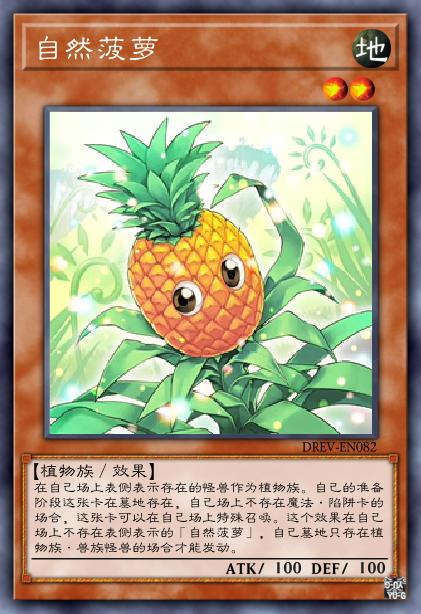 自然菠萝
地
DREV-EN082
【植物族／效果】
在自己场上表侧表示存在的怪兽作为植物族。自己的准备
阶段这张卡在墓地存在，自己场上不存在魔法·陷阱卡的
场合，这张卡可以在自己场上特殊召唤。这个效果在自己
场上不存在表侧表示的「自然菠萝」，自己墓地只存在植
物族·兽族怪兽的场合才能发动。
ATK/ 100 DEF/ 100